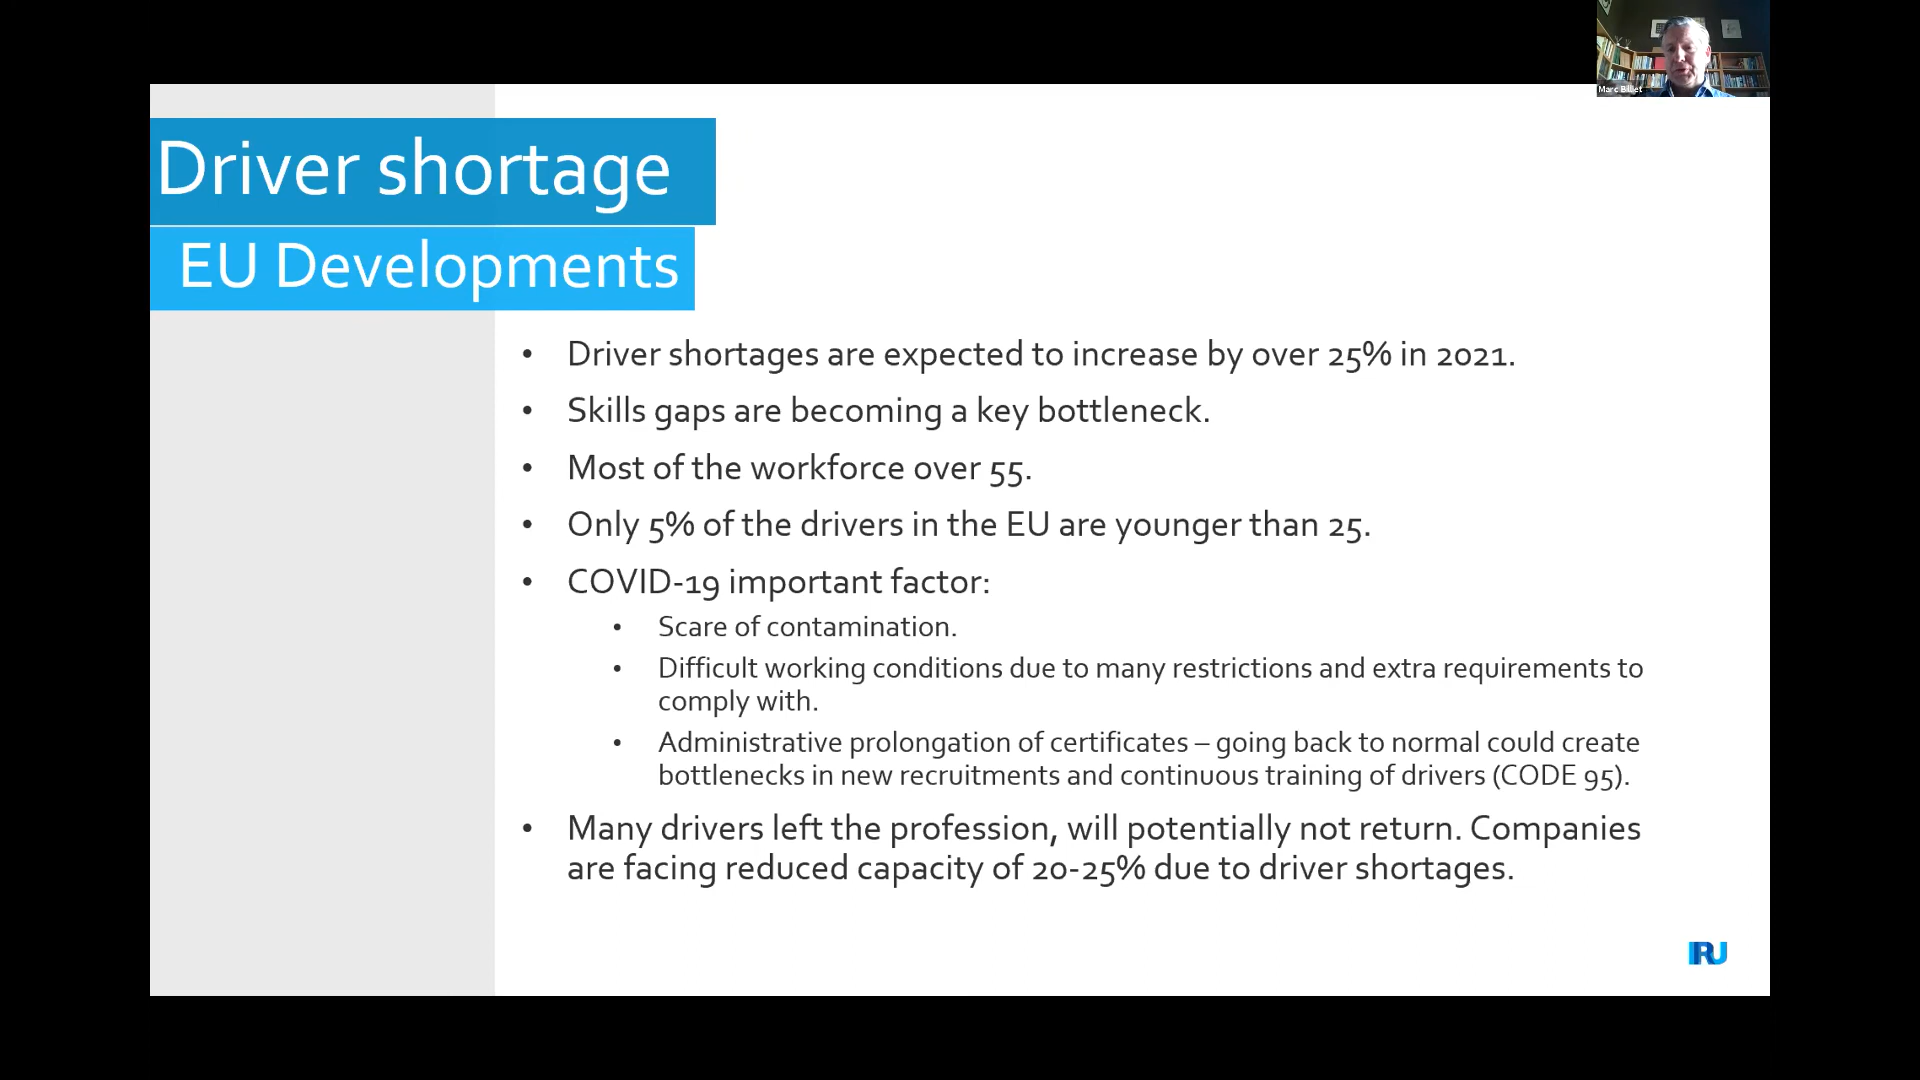 Marc Billet
Driver shortage
EU Developments
• Driver shortages are expected to increase by over 25% in 2021.
• Skills gaps are becoming a key bottleneck.
• Most of the workforce over 55.
• Only 5% of the drivers in the EU are younger than 25.
• COVID-19 important factor:
• Scare of contamination.
• Difficult working conditions due to many restrictions and extra requirements to
comply with.
• Administrative prolongation of certificates – going back to normal could create
bottlenecks in new recruitments and continuous training of drivers (CODE 95).
• Many drivers left the profession, will potentially not return. Companies
are facing reduced capacity of 20-25% due to driver shortages.
IRU